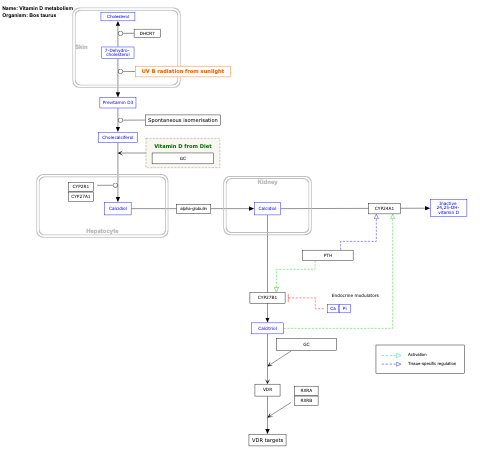 Name: Vitamin D metabolism
Organism: Bos taurus
Cholesterol
DHCR7
Skin
7-Dehydro-
cholesterol
UV B radiation from sunlight
Previtamin D3
Spontaneous isomerisation
Cholecalciferol
Vitamin D from Diet
GC
CYP2R1
CYP27A1
Calcidiol
Hepatocyte
alpha-globulin
Kidney
Calcidiol
CYP24A1
Inactive
24,25-OH-
vitamin D
PTH
CYP27B1
Endocrine modulators
Ca
Pi
Calcitriol
GC
Activation
Tissue-specific regulation
VDR
RXRA
RXRB
VDR targets